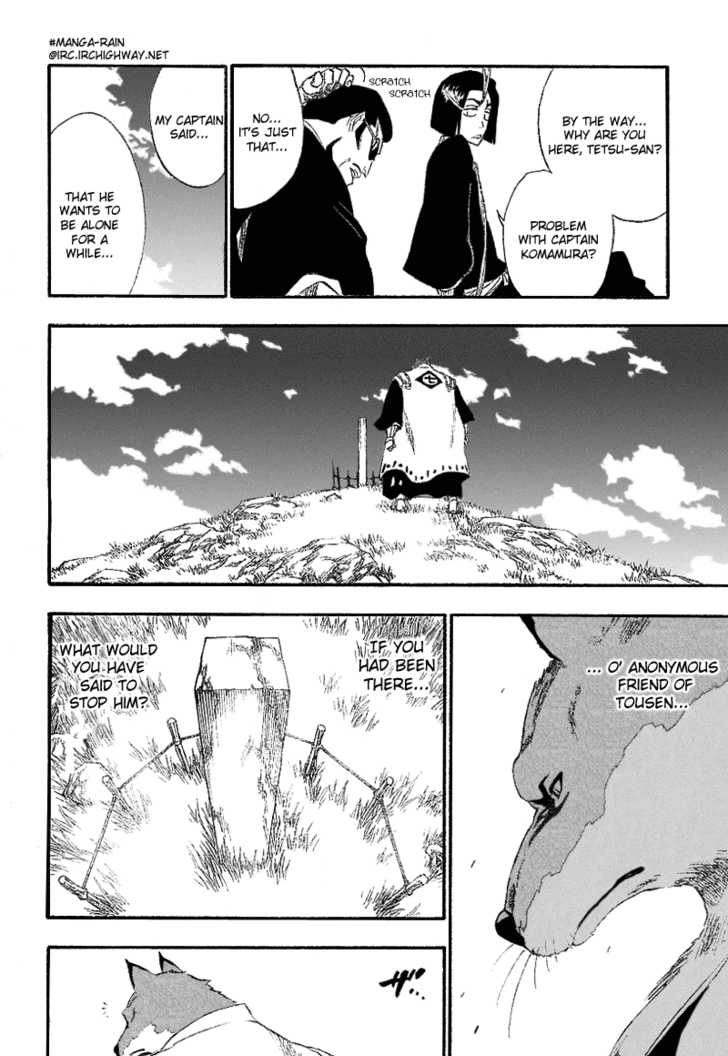 #MANGA-RAIN
@IRC.IRCHIGHWAY.NET
BY THE WAY...
WHY ARE YOU
HERE, TETSU-SAN?
PROBLEM
WITH CAPTAIN
KOMAMURA?
SCRATCH
SCRATCH
NO...
IT'S JUST
THAT...
MY CAPTAIN
SAID...
THAT HE
WANTS TO
BE ALONE
FOR A
WHILE...
七
... O' ANONYMOUS
FRIEND OF
TOUSEN...
IF YOU
HAD BEEN
THERE...
WHAT WOULD
YOU HAVE
SAID TO
STOP HIM?
ザ...